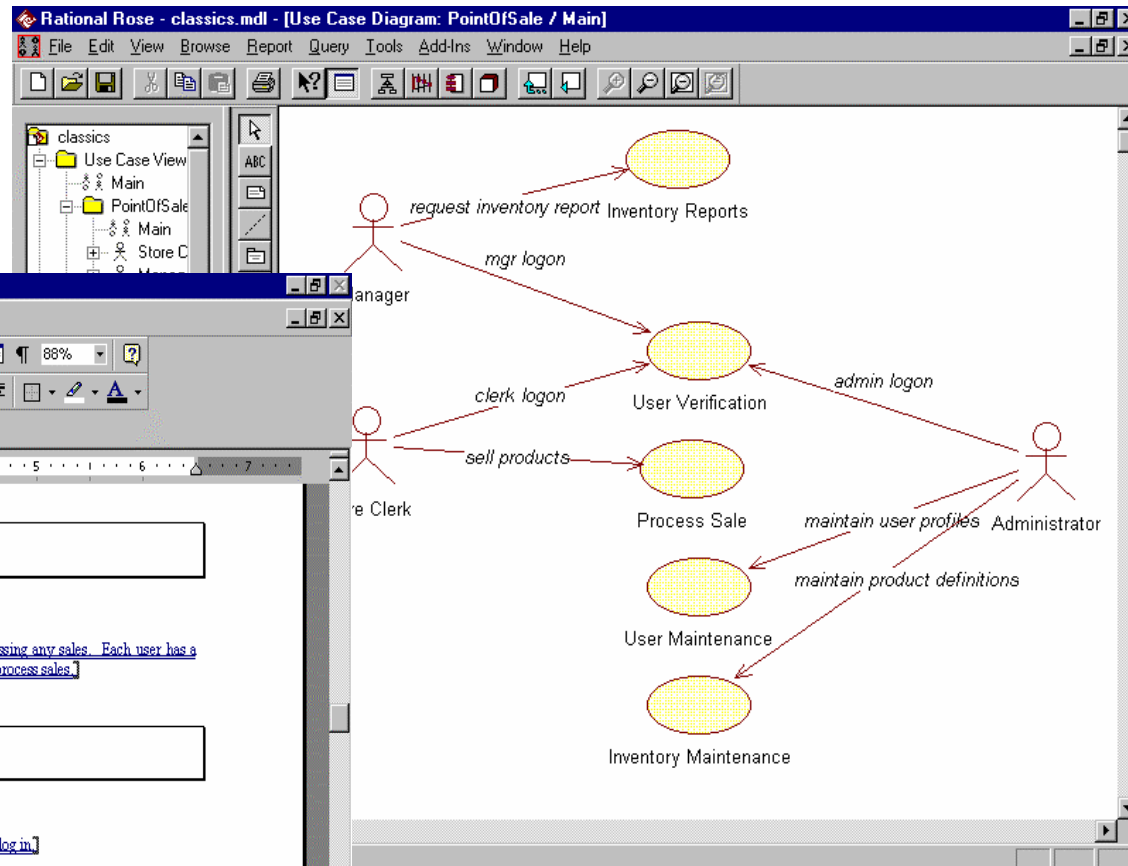 Rational Rose - classics.mdl - [Use Case Diagram: PointOfSale / Main]
File Edit View Browse Report Query Tools Add-Ins Window Help
ABC
classics
Use Case View
Main
PointOfSale
Main
Store C
request inventory report
Inventory Reports
mgr logon
anager
88%
A
clerk logon
User Verification
admin logon
sell products
5 6 7
re Clerk
Process Sale
maintain user profiles
Administrator
maintain product definitions
User Maintenance
ssing any sales. Each user has a
process sales.]
Inventory Maintenance
log in.]